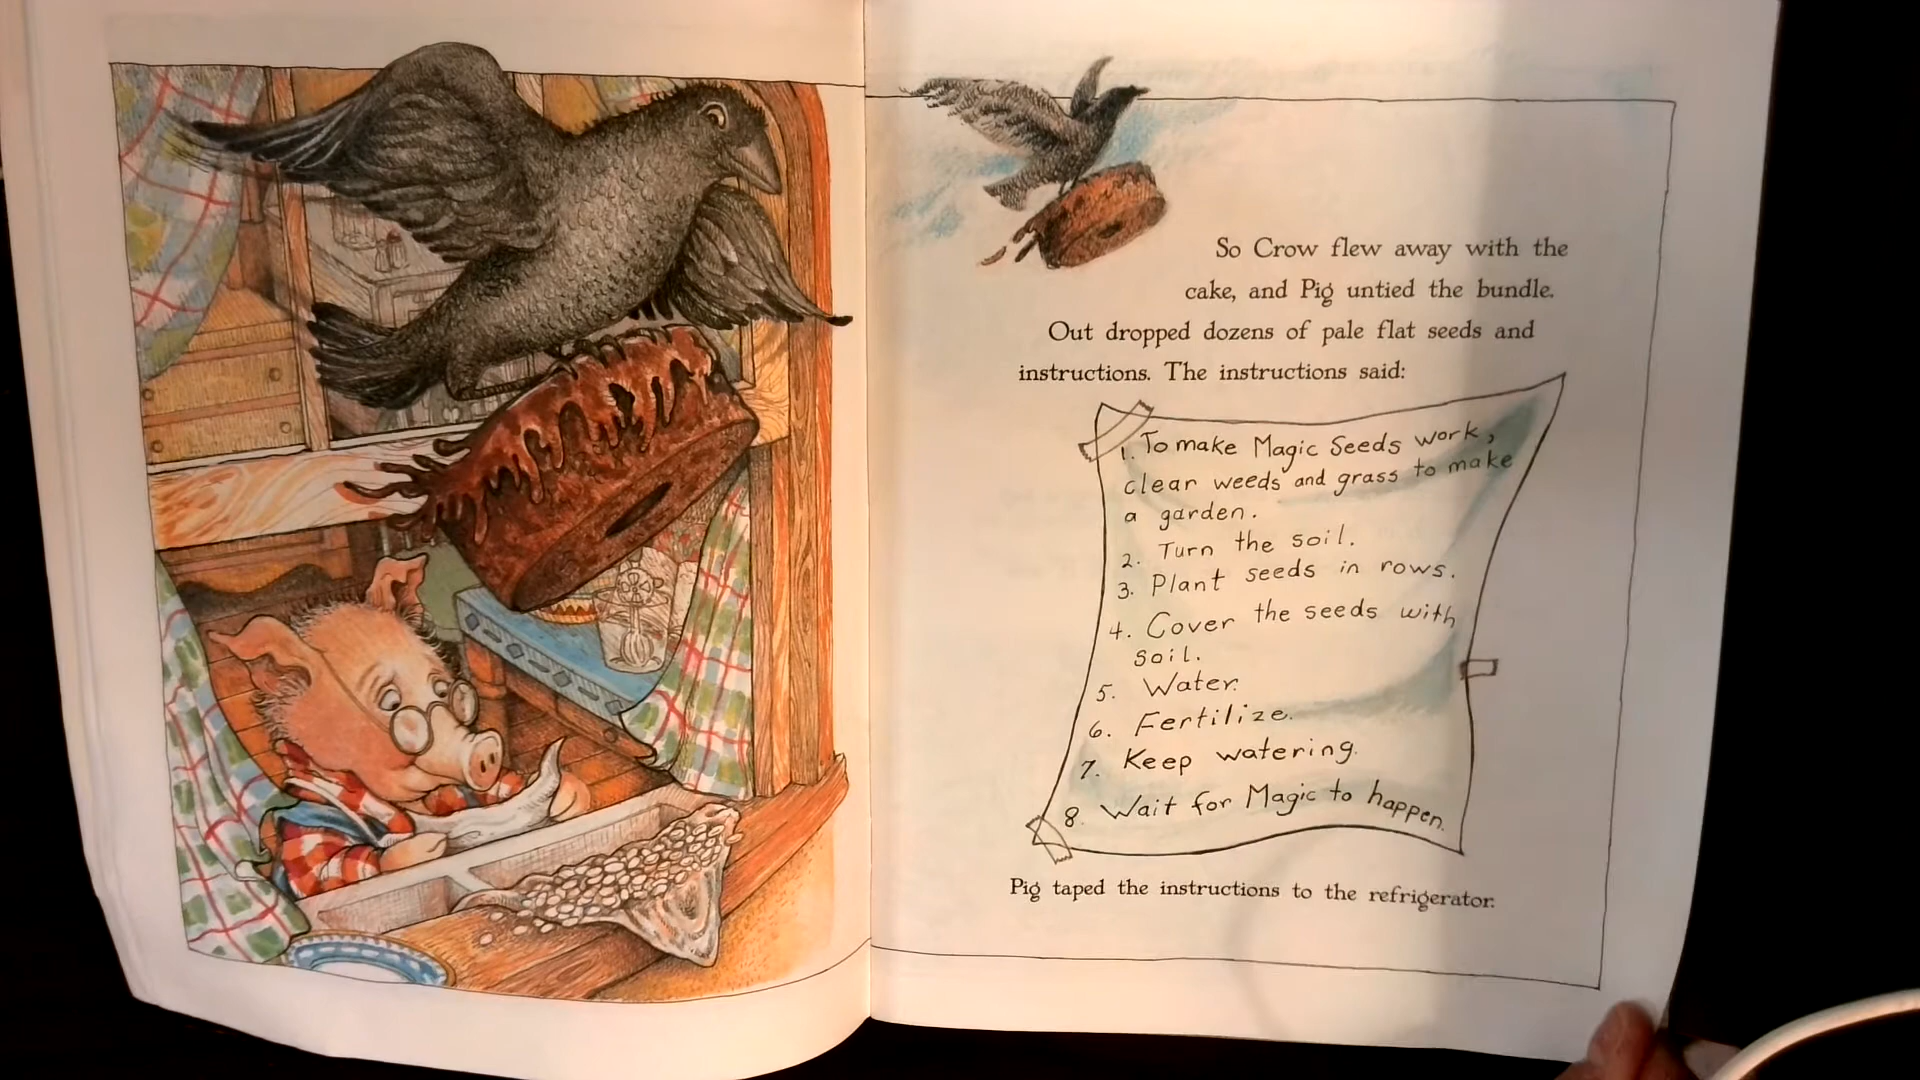 So Crow flew away with the
cake, and Pig untied the bundle.
Out dropped dozens of pale flat seeds and
instructions. The instructions said:
1. To make Magic Seeds work,
clear weeds and grass to make
a garden.
2. Turn the soil.
3. Plant seeds in rows.
4. Cover the seeds with
soil.
5. Water.
6. Fertilize.
7. Keep watering.
8. Wait for Magic to happen.
Pig taped the instructions to the refrigerator.